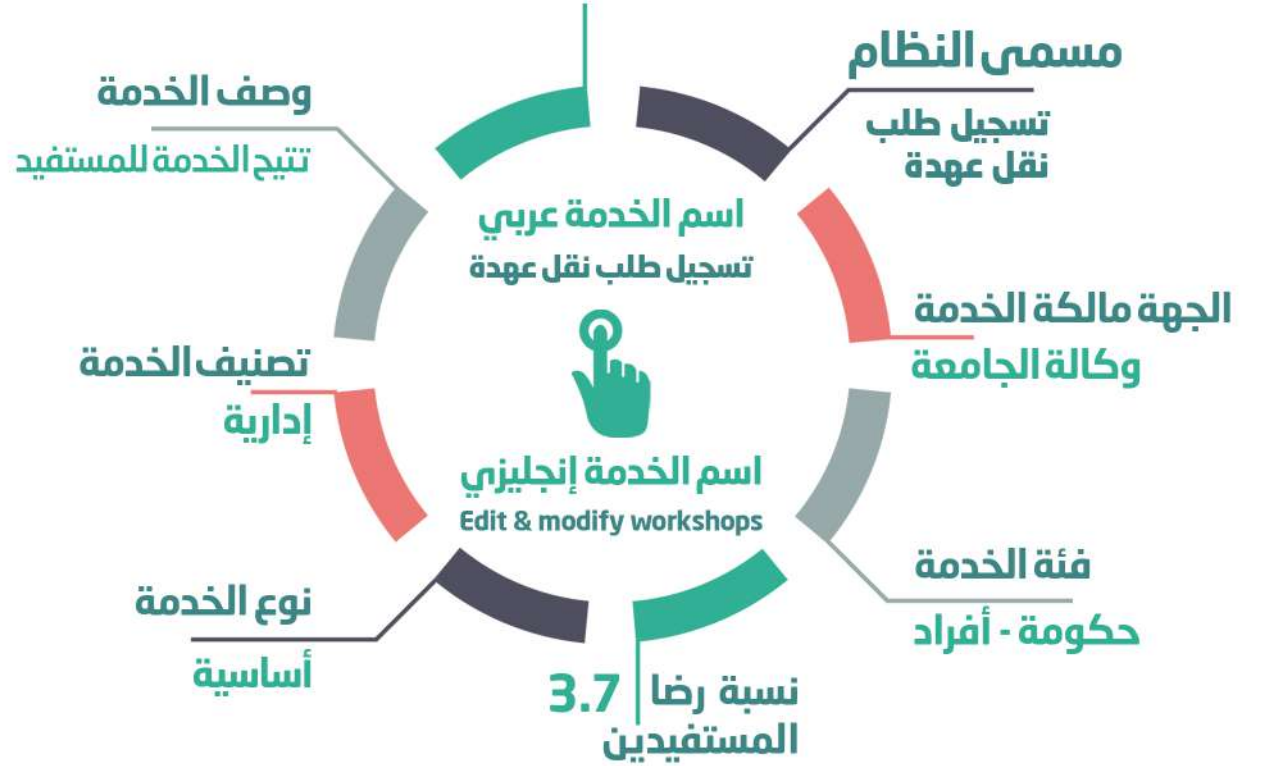 مسمى النظام
تسجيل طلب
نقل عهدة
وصف الخدمة
تتيح الخدمة للمستفيد
اسم الخدمة عربي
تسجيل طلب نقل عهدة
الجهة مالكة الخدمة
وكالة الجامعة
تصنيف الخدمة
إدارية
اسم الخدمة إنجليزي
Edit & modify workshops
فئة الخدمة
حكومة - أفراد
نوع الخدمة
أساسية
نسبة رضا 3.7
المستفيدين